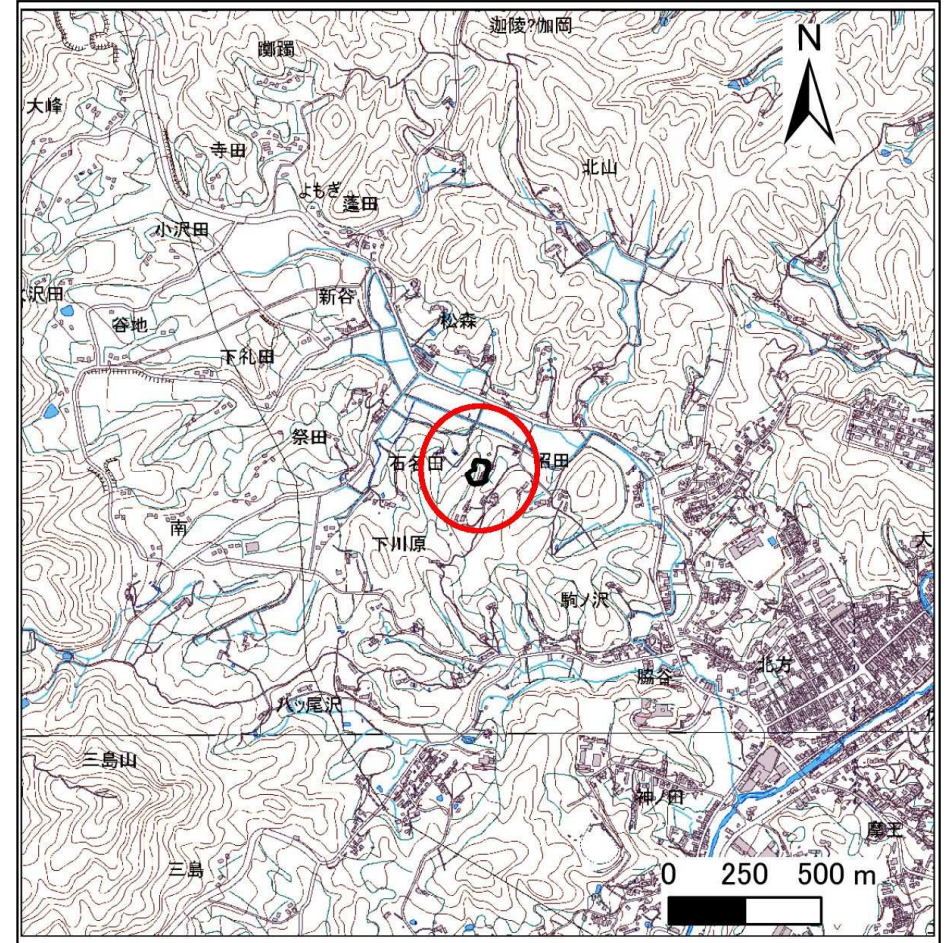 迦陵?伽岡
躑躅
N
大峰
寺田
北山
よもぎ
蓬田
小沢田
沢田
新谷
谷地
松森
下礼田
祭田
石名田
沼田
南
下川原
大
駒ノ沢
北方
脇谷
八ッ尾沢
三島山
神ノ田
摩王
三島
0 250 500 m